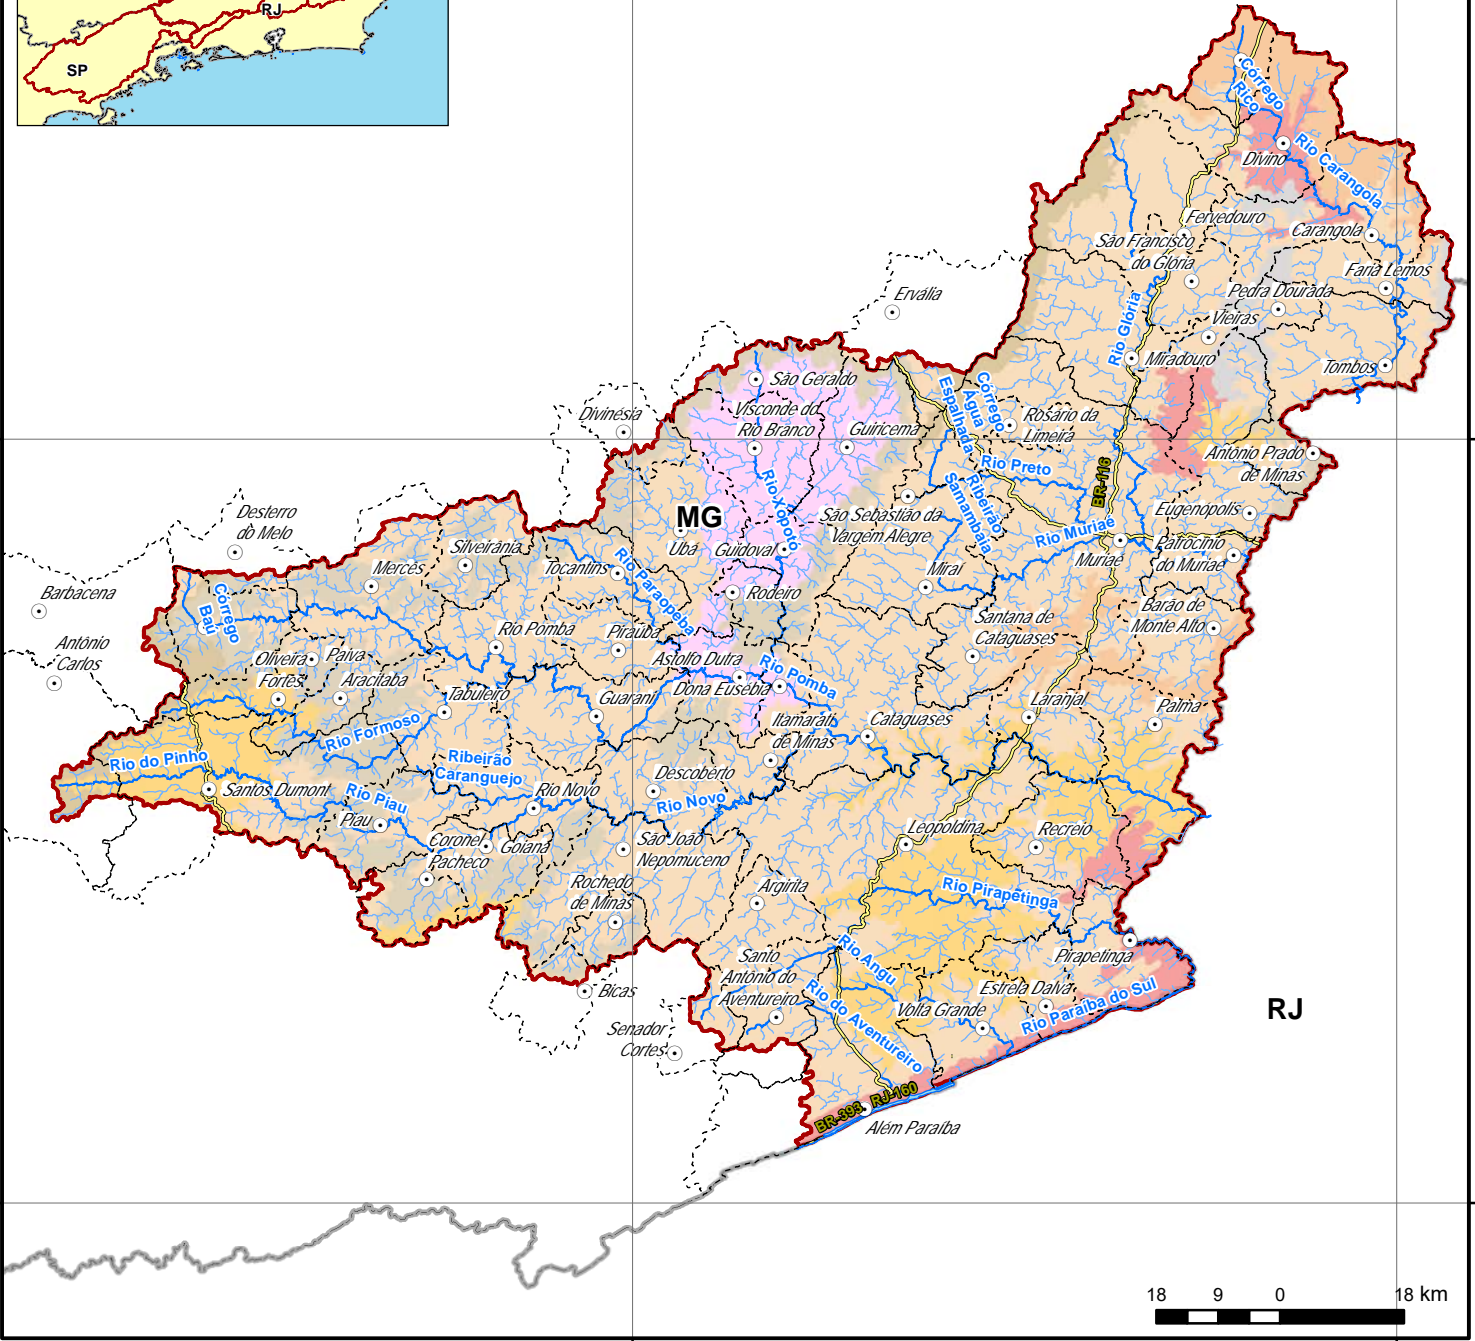 RJ
SP
Córrego
Rico
Divino
Rio Carangola
Fervedouro
São Francisco
do Glória
Carangola
Faria Lemos
Pedra Dourada
Ervália
Vieiras
Rio Glória
Miradouro
Tombos
São Geraldo
Visconde do
Rio Branco
Divinésia
Guiricema
Córrego
Água
Espalhada
Rosário da
Limeira
Rio Preto
Antônio Prado
de Minas
BR-116
Rio Xopotó
MG
Ubá
Guidoval
São Sebastião da
Vargem Alegre
Ribeirão
Samambaia
Rio Muriaé
Muriaé
Eugenópolis
Patrocínio
do Muriaé
Desterro
do Melo
Silveirânia
Mercês
Tocantins
Rio Paraopeba
Rodeiro
Miraí
Barbacena
Córrego
Baú
Santana de
Cataguases
Barão de
Monte Alto
Antônio
Carlos
Rio Pomba
Piraúba
Oliveira
Fortes
Paiva
Aracitaba
Astolfo Dutra
Dona Eusébia
Rio Pomba
Tabuleiro
Guarani
Laranjal
Palma
Rio Formoso
Itamarati
de Minas
Cataguases
Rio do Pinho
Ribeirão
Caranguejo
Descoberto
Santos Dumont
Rio Piau
Piau
Rio Novo
Rio Novo
Coronel
Pacheco
Goianá
São João
Nepomuceno
Leopoldina
Recreio
Rochedo
de Minas
Argirita
Rio Pirapetinga
Rio Angu
Pirapetinga
Santo
Antônio do
Aventureiro
Bicas
Rio do Aventureiro
Estrela Dalva
Volta Grande
Rio Paraíba do Sul
RJ
Senador
Cortes
BR-393
RJ-160
Além Paraíba
18 9 0 18 km